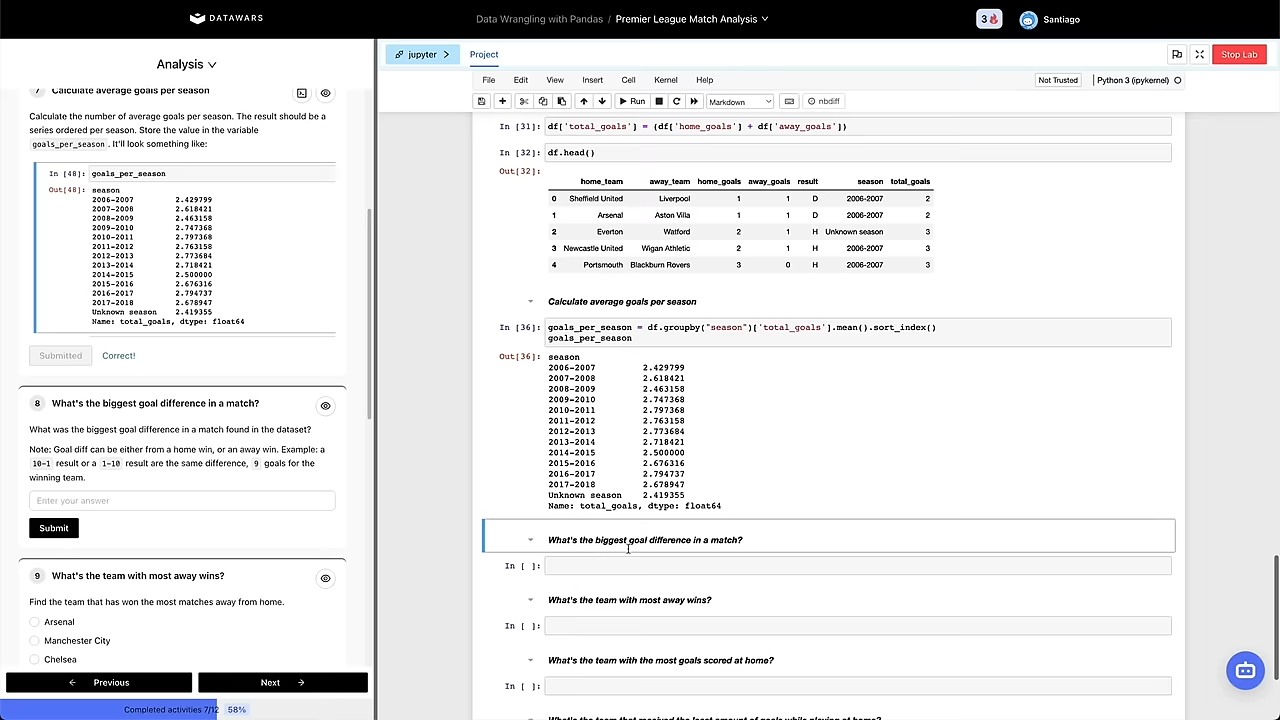 DATAWARS
Data Wrangling with Pandas / Premier League Match Analysis
3
Santiago
Analysis
7 Calculate average goals per season
Calculate the number of average goals per season. The result should be a
series ordered per season. Store the value in the variable
goals_per_season. It'll look something like:
In [48]: goals_per_season
Out[48]: season
2006-2007 2.429799
2007-2008 2.618421
2008-2009 2.463158
2009-2010 2.747368
2010-2011 2.797368
2011-2012 2.763158
2012-2013 2.773684
2013-2014 2.718421
2014-2015 2.500000
2015-2016 2.676316
2016-2017 2.794737
2017-2018 2.678947
Unknown season 2.419355
Name: total_goals, dtype: float64
Submitted Correct!
8 What's the biggest goal difference in a match?
What was the biggest goal difference in a match found in the dataset?
Note: Goal diff can be either from a home win, or an away win. Example: a
10-1 result or a 1-10 result are the same difference, 9 goals for the
winning team.
Enter your answer
Submit
9 What's the team with most away wins?
Find the team that has won the most matches away from home.
Arsenal
Manchester City
Chelsea
← Previous
Next →
Completed activities 7/12 58%
jupyter
Project
Stop Lab
File Edit View Insert Cell Kernel Help
Not Trusted
Python 3 (ipykernel)
Run
Markdown
nbdiff
In [31]: df['total_goals'] = (df['home_goals'] + df['away_goals'])
In [32]: df.head()
Out[32]:
home_team away_team home_goals away_goals result season total_goals
0 Sheffield United Liverpool 1 1 D 2006-2007 2
1 Arsenal Aston Villa 1 1 D 2006-2007 2
2 Everton Watford 2 1 H Unknown season 3
3 Newcastle United Wigan Athletic 2 1 H 2006-2007 3
4 Portsmouth Blackburn Rovers 3 0 H 2006-2007 3
Calculate average goals per season
In [36]: goals_per_season = df.groupby("season")['total_goals'].mean().sort_index()
goals_per_season
Out[36]: season
2006-2007 2.429799
2007-2008 2.618421
2008-2009 2.463158
2009-2010 2.747368
2010-2011 2.797368
2011-2012 2.763158
2012-2013 2.773684
2013-2014 2.718421
2014-2015 2.500000
2015-2016 2.676316
2016-2017 2.794737
2017-2018 2.678947
Unknown season 2.419355
Name: total_goals, dtype: float64
What's the biggest goal difference in a match?
In [ ]:
What's the team with most away wins?
In [ ]:
What's the team with the most goals scored at home?
In [ ]:
What's the team that received the least amount of goals while playing at home?